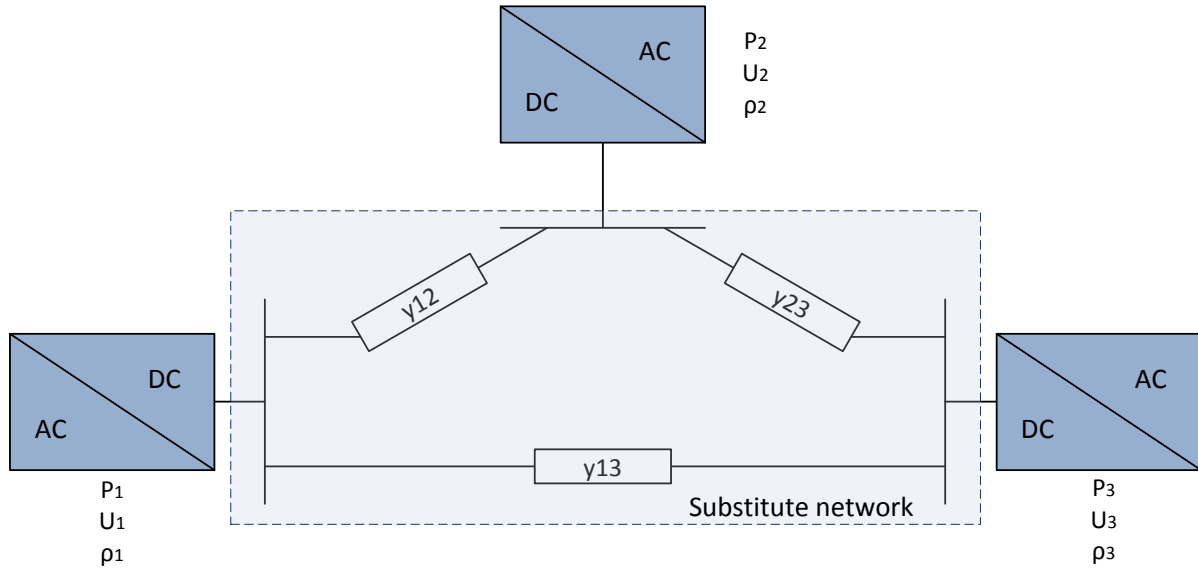 AC
DC
P2
U2
ρ2
y12
y23
DC
AC
AC
DC
y13
Substitute network
P1
U1
ρ1
P3
U3
ρ3